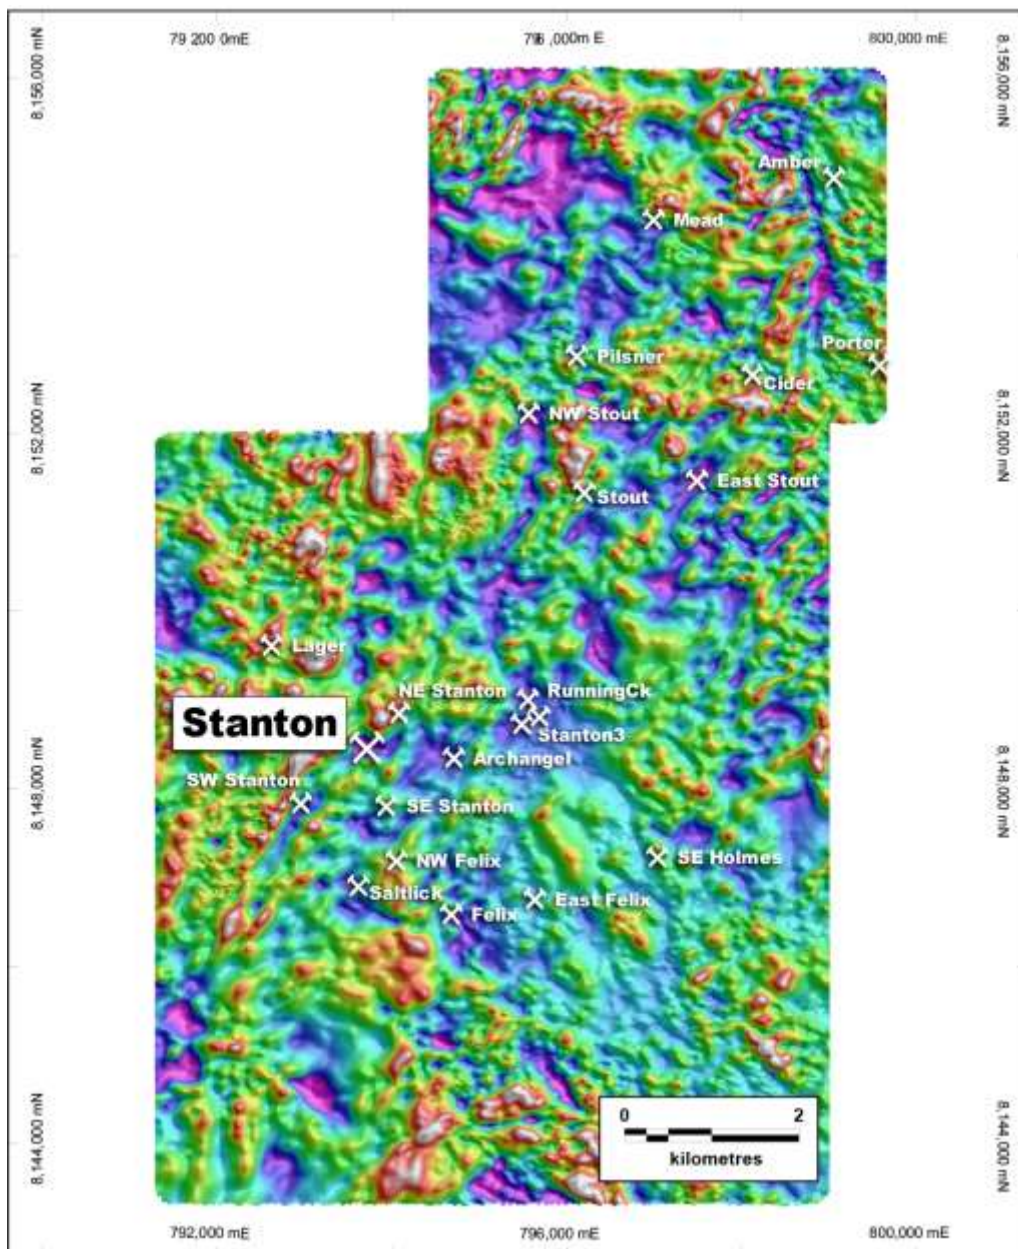 79 200 0mE
796 ,000m E
800,000 mE
8,156,000 mN
8,156,000 mN
Amber
Mead
Porter
Pilsner
Cider
8,152,000 mN
NW Stout
8,152,000 mN
East Stout
Stout
Lager
NE Stanton
RunningCk
Stanton
Stanton3
Archangel
8,148,000 mN
8,148,000 mN
SW Stanton
SE Stanton
NW Felix
SE Holmes
Saltlick
East Felix
Felix
8,144,000 mN
8,144,000 mN
0 2
kilometres
792,000 mE
796,000 mE
800,000 mE